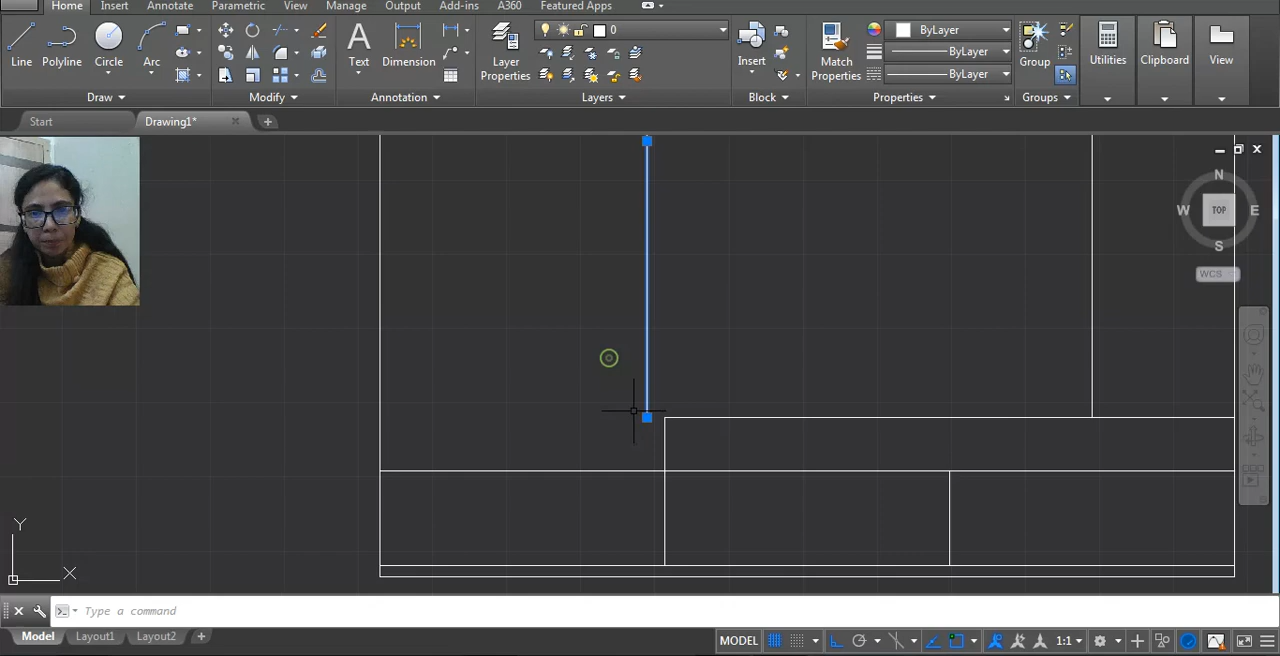 Home Insert Annotate Parametric View Manage Output Add-ins A360 Featured Apps
Line Polyline Circle Arc Text Dimension Layer Properties 0 Insert Match Properties ByLayer ByLayer ByLayer Group Utilities Clipboard View
Draw Modify Annotation Layers Block Properties Groups
Start Drawing1* +
N
W TOP E
S
WCS
Y
X
Type a command
Model Layout1 Layout2 + MODEL 1:1